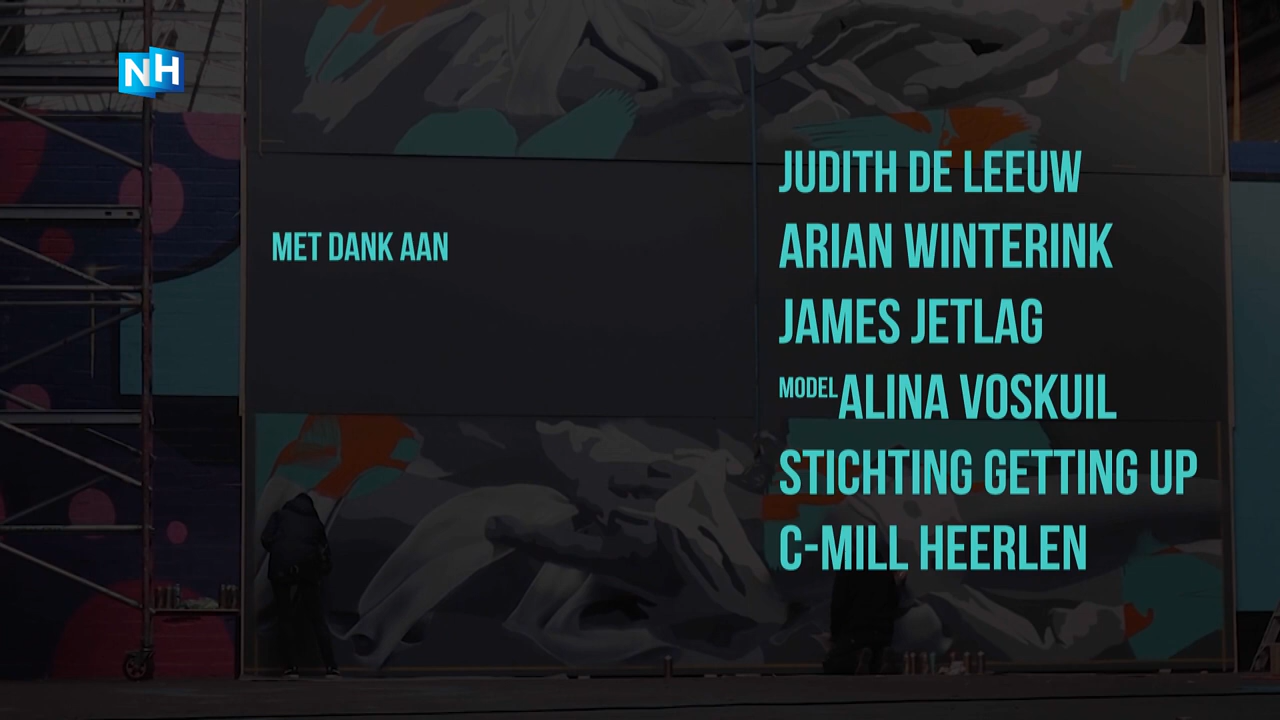 NH
MET DANK AAN
JUDITH DE LEEUW
ARIAN WINTERINK
JAMES JETLAG
MODEL ALINA VOSKUIL
STICHTING GETTING UP
C-MILL HEERLEN